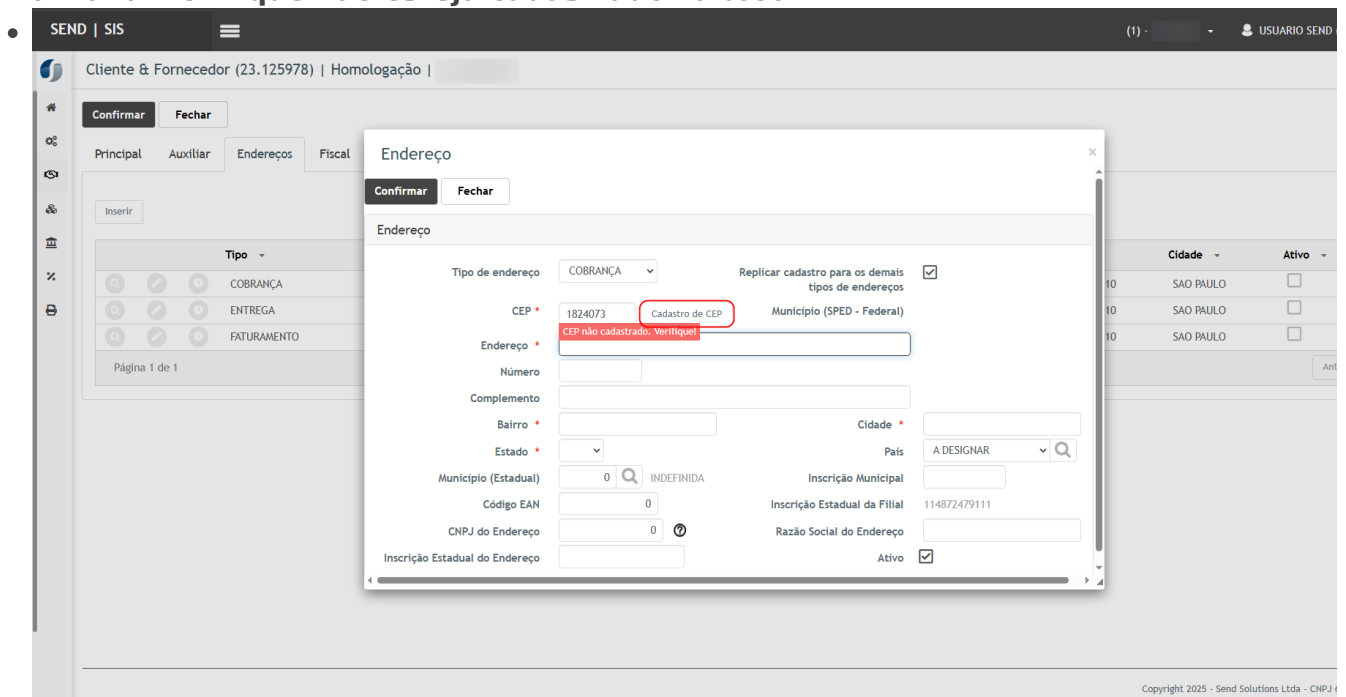 SEND | SIS
(1) -
USUARIO SEND
Cliente & Fornecedor (23.125978) | Homologação |
Confirmar Fechar
Principal Auxiliar Endereços Fiscal
Inserir
Tipo Cidade Ativo
COBRANÇA 10 SAO PAULO
ENTREGA 10 SAO PAULO
FATURAMENTO 10 SAO PAULO
Página 1 de 1
Ant
Endereço ×
Confirmar Fechar
Endereço
Tipo de endereço COBRANÇA Replicar cadastro para os demais
tipos de endereços
CEP * 1824073 Cadastro de CEP Município (SPED - Federal)
CEP não cadastrado. Verifique!
Endereço *
Número
Complemento
Bairro * Cidade *
Estado * País A DESIGNAR
Município (Estadual) 0 INDEFINIDA Inscrição Municipal
Código EAN 0 Inscrição Estadual da Filial 114872479111
CNPJ do Endereço 0 Razão Social do Endereço
Inscrição Estadual do Endereço Ativo
Copyright 2025 - Send Solutions Ltda - CNPJ